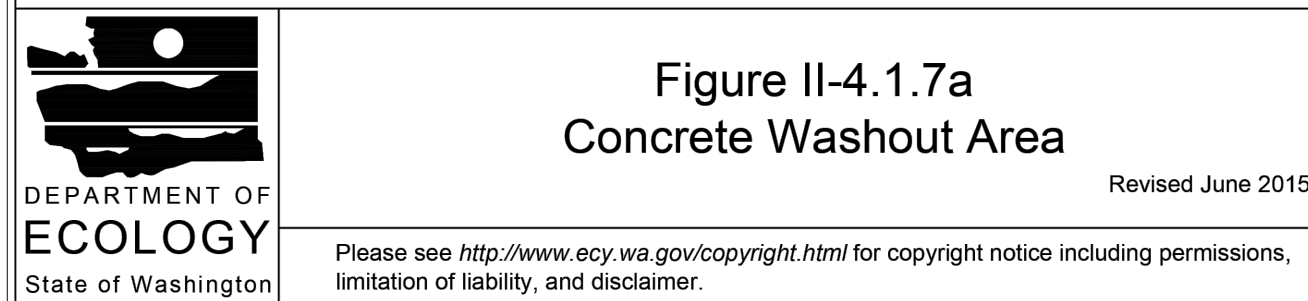 DEPARTMENT OF
ECOLOGY
State of Washington
Figure II-4.1.7a
Concrete Washout Area
Revised June 2015
Please see http://www.ecy.wa.gov/copyright.html for copyright notice including permissions,
limitation of liability, and disclaimer.